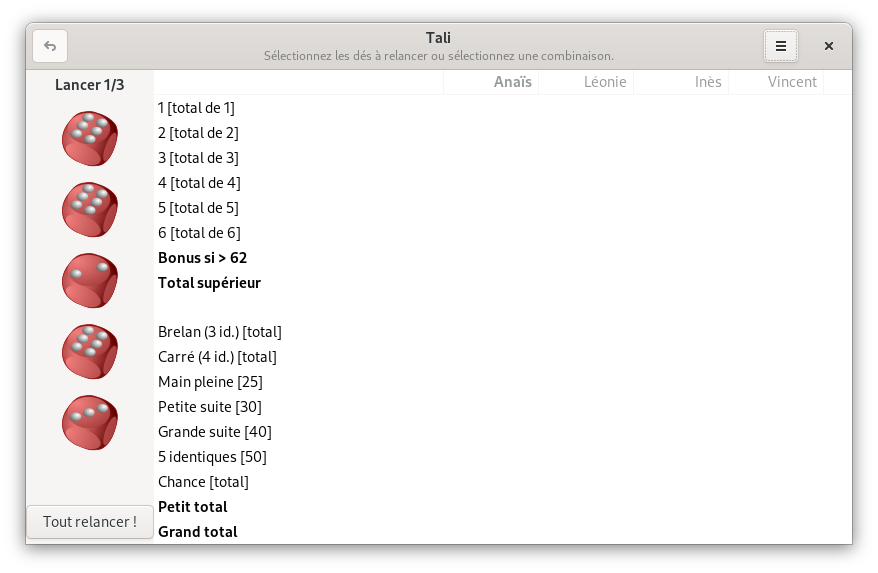 Tali
Sélectionnez les dés à relancer ou sélectionnez une combinaison.
Lancer 1/3
Anaïs Léonie Inès Vincent
1 [total de 1]
2 [total de 2]
3 [total de 3]
4 [total de 4]
5 [total de 5]
6 [total de 6]
Bonus si > 62
Total supérieur
Brelan (3 id.) [total]
Carré (4 id.) [total]
Main pleine [25]
Petite suite [30]
Grande suite [40]
5 identiques [50]
Chance [total]
Petit total
Grand total
Tout relancer !